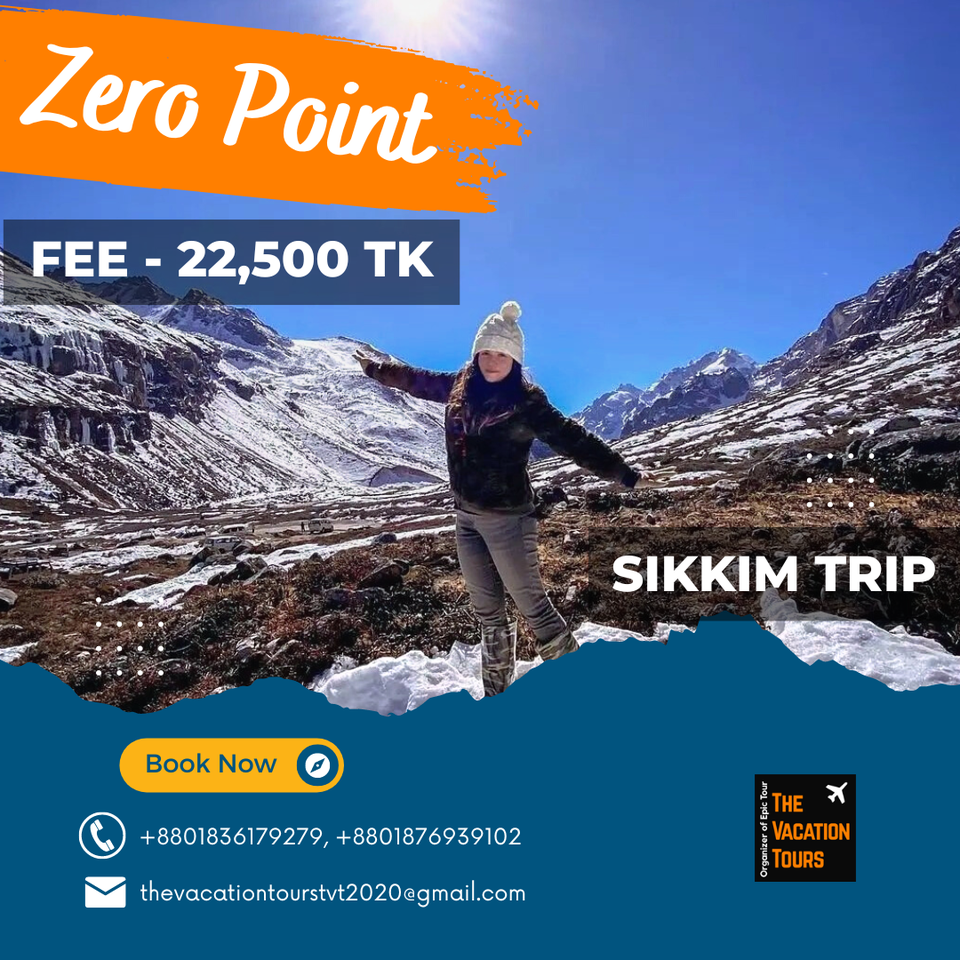 Zero Point
FEE - 22,500 TK
SIKKIM TRIP
Book Now
+8801836179279, +8801876939102
thevacationtourstvt2020@gmail.com
Organizer of Epic Tour
THE
VACATION
TOURS